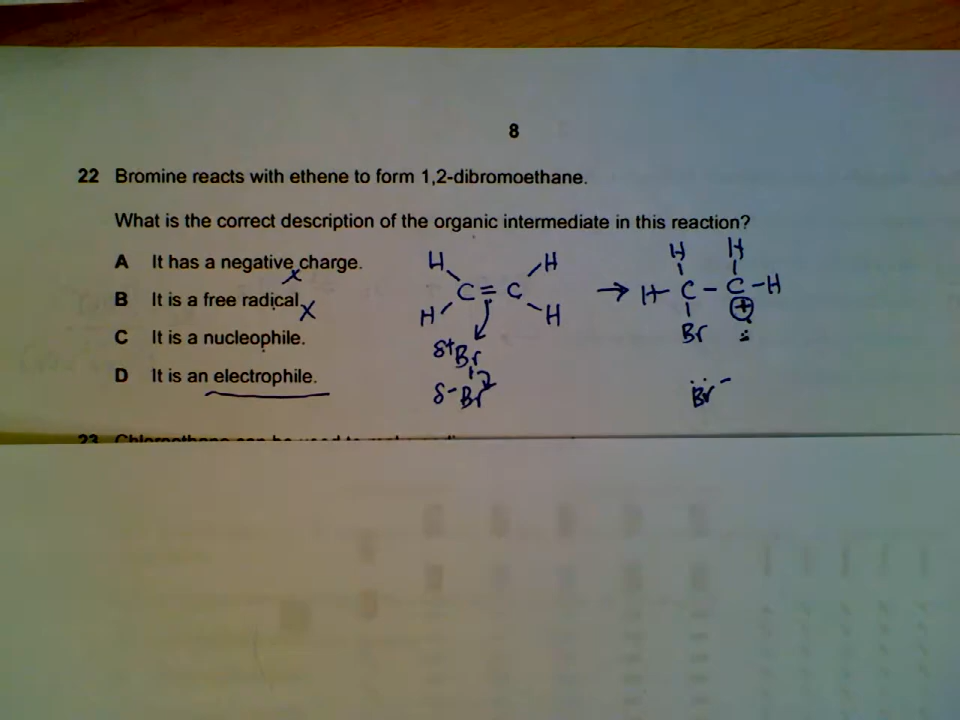 8
22 Bromine reacts with ethene to form 1,2-dibromoethane.
What is the correct description of the organic intermediate in this reaction?
A It has a negative charge.
B It is a free radical.
C It is a nucleophile.
D It is an electrophile.
x
X
H H
C = C
H H
δ+ Br
δ- Br
→
H H
H - C - C - H
Br +
Br -
23